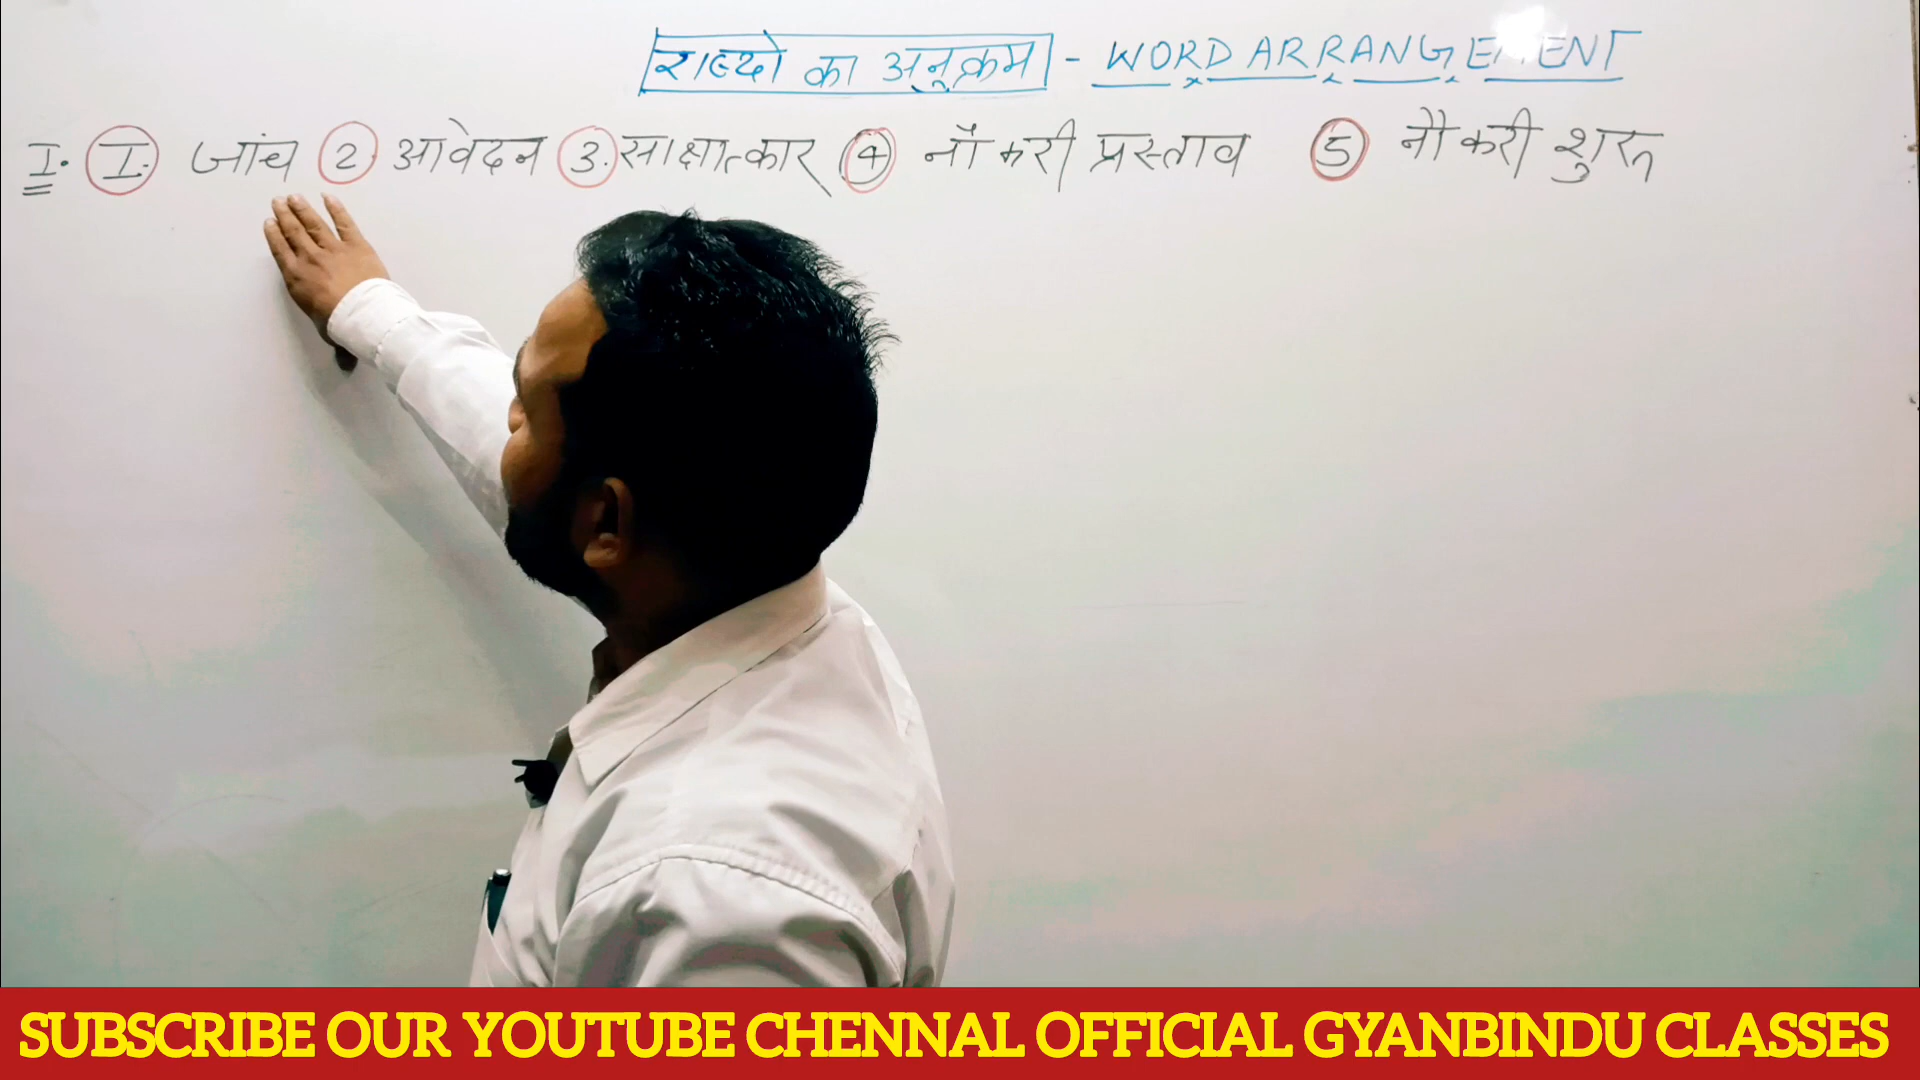 शब्दो का अनुक्रम - WORD ARRANGEMENT
I. I. जांच 2 आवेदन 3. साक्षात्कार 4 नौकरी प्रस्ताव 5 नौकरी शुरू
SUBSCRIBE OUR YOUTUBE CHENNAL OFFICIAL GYANBINDU CLASSES